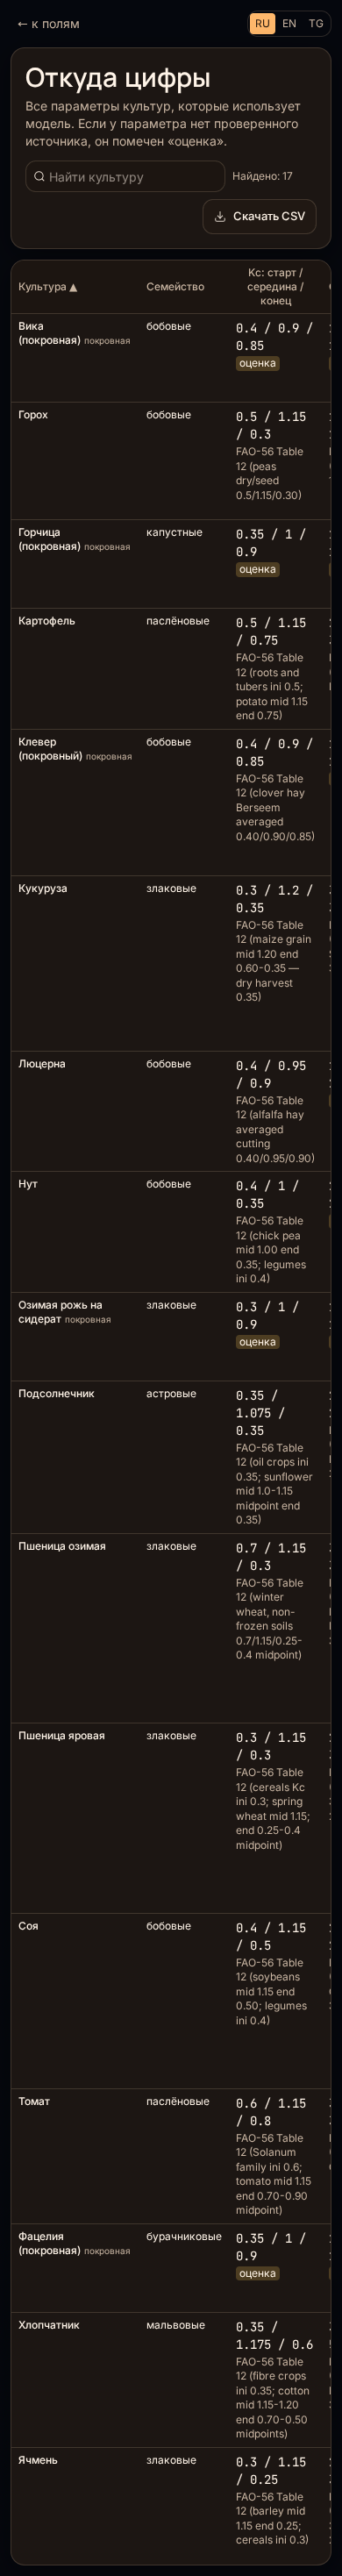 ← к полям
RU EN TG
Откуда цифры
Все параметры культур, которые использует
модель. Если у параметра нет проверенного
источника, он помечен «оценка».
Найти культуру
Найдено: 17
Скачать CSV
Культура ▲ Семейство Kc: старт /
середина /
конец
Вика
(покровная) покровная
бобовые
0.4 / 0.9 /
0.85
оценка
Горох
бобовые
0.5 / 1.15
/ 0.3
FAO-56 Table
12 (peas
dry/seed
0.5/1.15/0.30)
Горчица
(покровная) покровная
капустные
0.35 / 1 /
0.9
оценка
Картофель
паслёновые
0.5 / 1.15
/ 0.75
FAO-56 Table
12 (roots and
tubers ini 0.5;
potato mid 1.15
end 0.75)
Клевер
(покровный) покровная
бобовые
0.4 / 0.9 /
0.85
FAO-56 Table
12 (clover hay
Berseem
averaged
0.40/0.90/0.85)
Кукуруза
злаковые
0.3 / 1.2 /
0.35
FAO-56 Table
12 (maize grain
mid 1.20 end
0.60-0.35 —
dry harvest
0.35)
Люцерна
бобовые
0.4 / 0.95
/ 0.9
FAO-56 Table
12 (alfalfa hay
averaged
cutting
0.40/0.95/0.90)
Нут
бобовые
0.4 / 1 /
0.35
FAO-56 Table
12 (chick pea
mid 1.00 end
0.35; legumes
ini 0.4)
Озимая рожь на
сидерат покровная
злаковые
0.3 / 1 /
0.9
оценка
Подсолнечник
астровые
0.35 /
1.075 /
0.35
FAO-56 Table
12 (oil crops ini
0.35; sunflower
mid 1.0-1.15
midpoint end
0.35)
Пшеница озимая
злаковые
0.7 / 1.15
/ 0.3
FAO-56 Table
12 (winter
wheat, non-
frozen soils
0.7/1.15/0.25-
0.4 midpoint)
Пшеница яровая
злаковые
0.3 / 1.15
/ 0.3
FAO-56 Table
12 (cereals Kc
ini 0.3; spring
wheat mid 1.15;
end 0.25-0.4
midpoint)
Соя
бобовые
0.4 / 1.15
/ 0.5
FAO-56 Table
12 (soybeans
mid 1.15 end
0.50; legumes
ini 0.4)
Томат
паслёновые
0.6 / 1.15
/ 0.8
FAO-56 Table
12 (Solanum
family ini 0.6;
tomato mid 1.15
end 0.70-0.90
midpoint)
Фацелия
(покровная) покровная
бурачниковые
0.35 / 1 /
0.9
оценка
Хлопчатник
мальвовые
0.35 /
1.175 / 0.6
FAO-56 Table
12 (fibre crops
ini 0.35; cotton
mid 1.15-1.20
end 0.70-0.50
midpoints)
Ячмень
злаковые
0.3 / 1.15
/ 0.25
FAO-56 Table
12 (barley mid
1.15 end 0.25;
cereals ini 0.3)